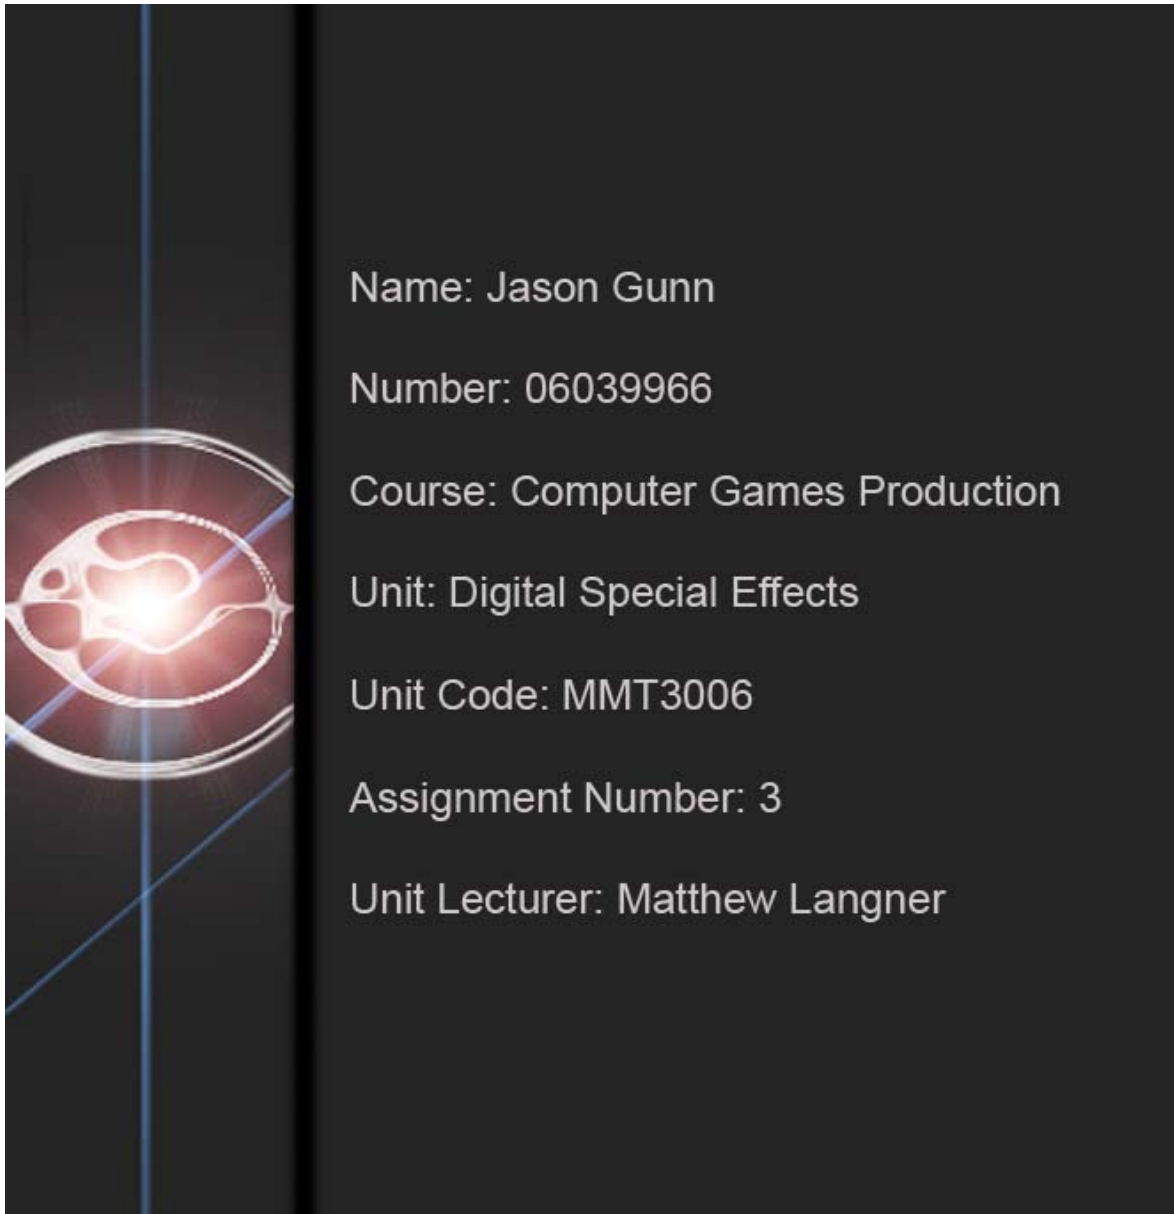 Name: Jason Gunn
Number: 06039966
Course: Computer Games Production
Unit: Digital Special Effects
Unit Code: MMT3006
Assignment Number: 3
Unit Lecturer: Matthew Langner